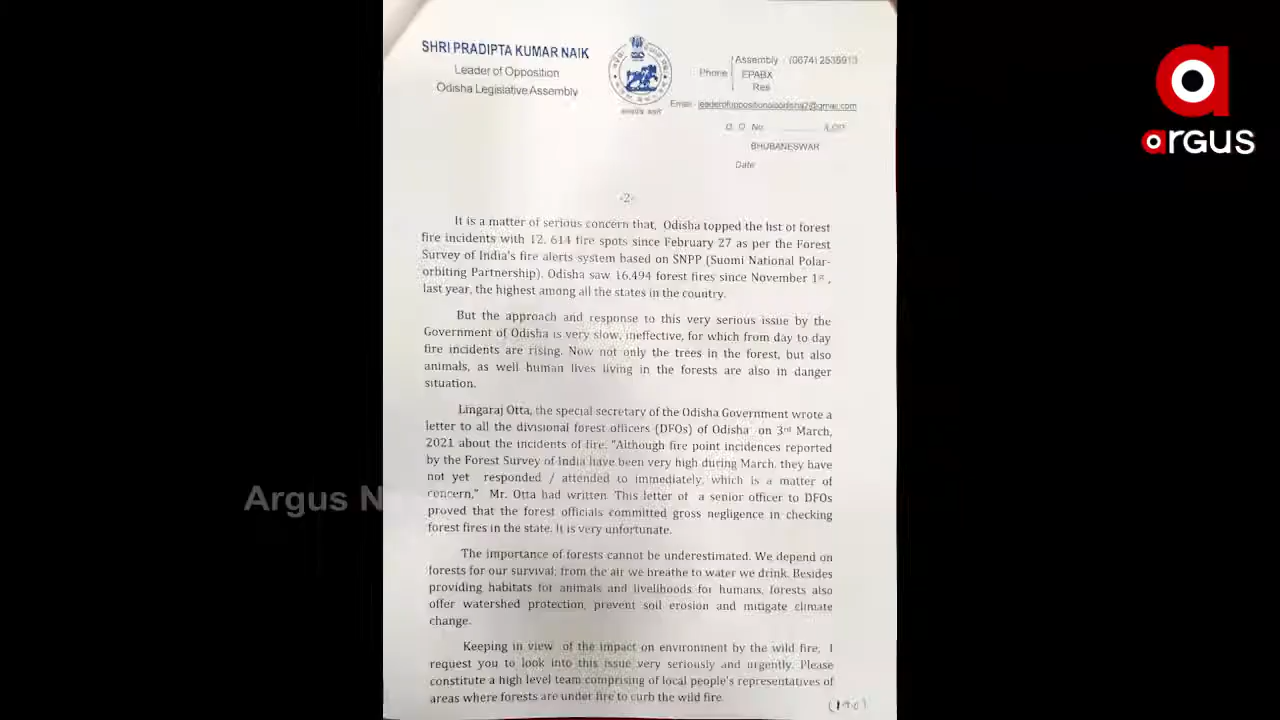 SHRI PRADIPTA KUMAR NAIK
Leader of Opposition
Odisha Legislative Assembly
Assembly - (0674) 2536913
Phone EPABX
Res
Email -
D O No /LOP
BHUBANESWAR
Date
argus
-2-
It is a matter of serious concern that, Odisha topped the list of forest
fire incidents with 12, 614 fire spots since February 27 as per the Forest
Survey of India's fire alerts system based on SNPP (Suomi National Polar-
orbiting Partnership). Odisha saw 16,494 forest fires since November 1st ,
last year, the highest among all the states in the country.
But the approach and response to this very serious issue by the
Government of Odisha is very slow, ineffective, for which from day to day
fire incidents are rising. Now not only the trees in the forest, but also
animals, as well human lives living in the forests are also in danger
situation.
Lingaraj Otta, the special secretary of the Odisha Government wrote a
letter to all the divisional forest officers (DFOs) of Odisha on 3rd March,
2021 about the incidents of fire. "Although fire point incidences reported
by the Forest Survey of India have been very high during March, they have
not yet responded / attended to immediately, which is a matter of
concern," Mr. Otta had written. This letter of a senior officer to DFOs
proved that the forest officials committed gross negligence in checking
forest fires in the state. It is very unfortunate.
The importance of forests cannot be underestimated. We depend on
forests for our survival, from the air we breathe to water we drink. Besides
providing habitats for animals and livelihoods for humans, forests also
offer watershed protection, prevent soil erosion and mitigate climate
change.
Keeping in view of the impact on environment by the wild fire, I
request you to look into this issue very seriously and urgently. Please
constitute a high level team comprising of local people's representatives of
areas where forests are under fire to curb the wild fire.
Argus